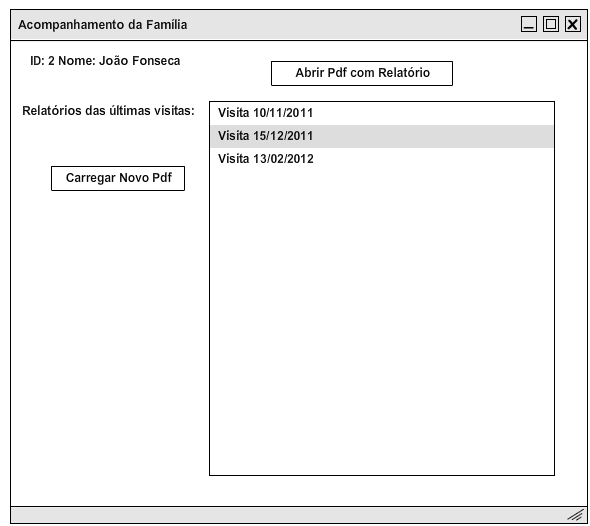 Acompanhamento da Família
ID: 2 Nome: João Fonseca
Abrir Pdf com Relatório
Relatórios das últimas visitas:
Visita 10/11/2011
Visita 15/12/2011
Visita 13/02/2012
Carregar Novo Pdf